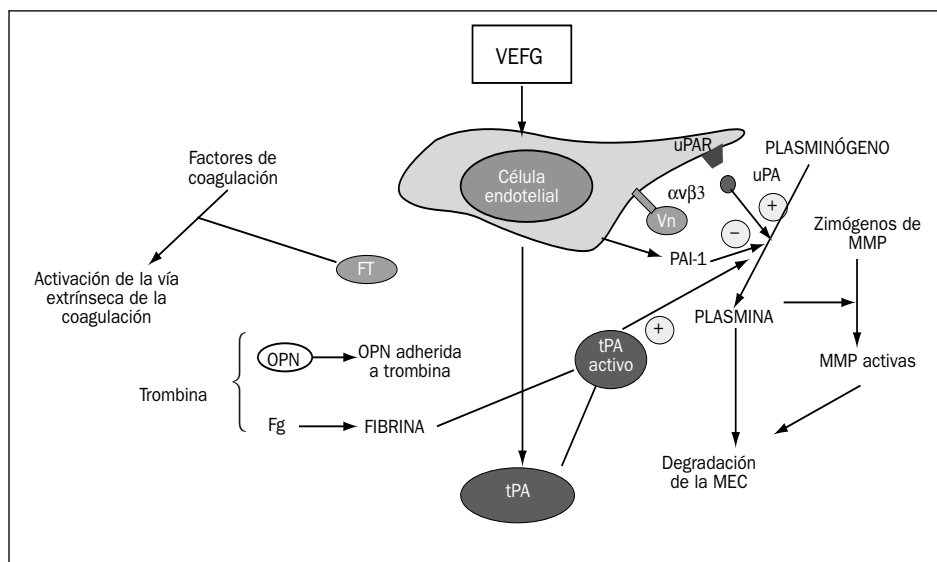 VEFG
uPAR
PLASMINÓGENO
Factores de
coagulación
Célula
endotelial
αvβ3
uPA
+
Vn
−
Zimógenos de
MMP
FT
PAI-1
Activación de la vía
extrínseca de la
coagulación
PLASMINA
+
OPN
OPN adherida
a trombina
tPA
activo
MMP activas
Trombina
Fg
FIBRINA
Degradación
de la MEC
tPA